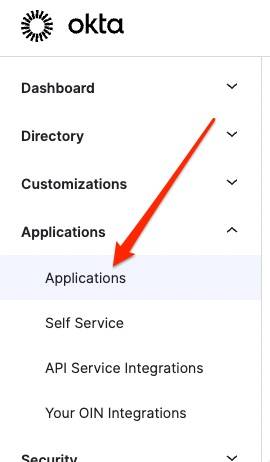 okta
Dashboard
Directory
Customizations
Applications
Applications
Self Service
API Service Integrations
Your OIN Integrations
Security